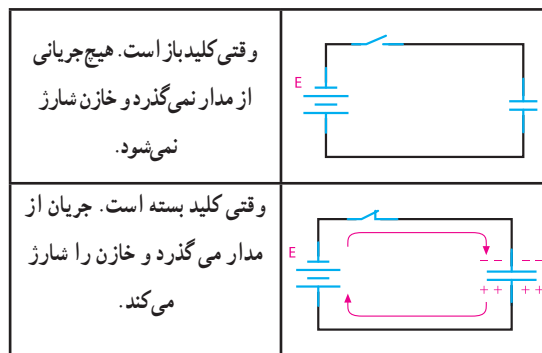 وقتی کلید باز است. هیچ جریانی
از مدار نمی‌گذرد و خازن شارژ
نمی‌شود.
E
وقتی کلید بسته است. جریان از
مدار می گذرد و خازن را شارژ
می‌کند.
E
– – – –
+ + + +